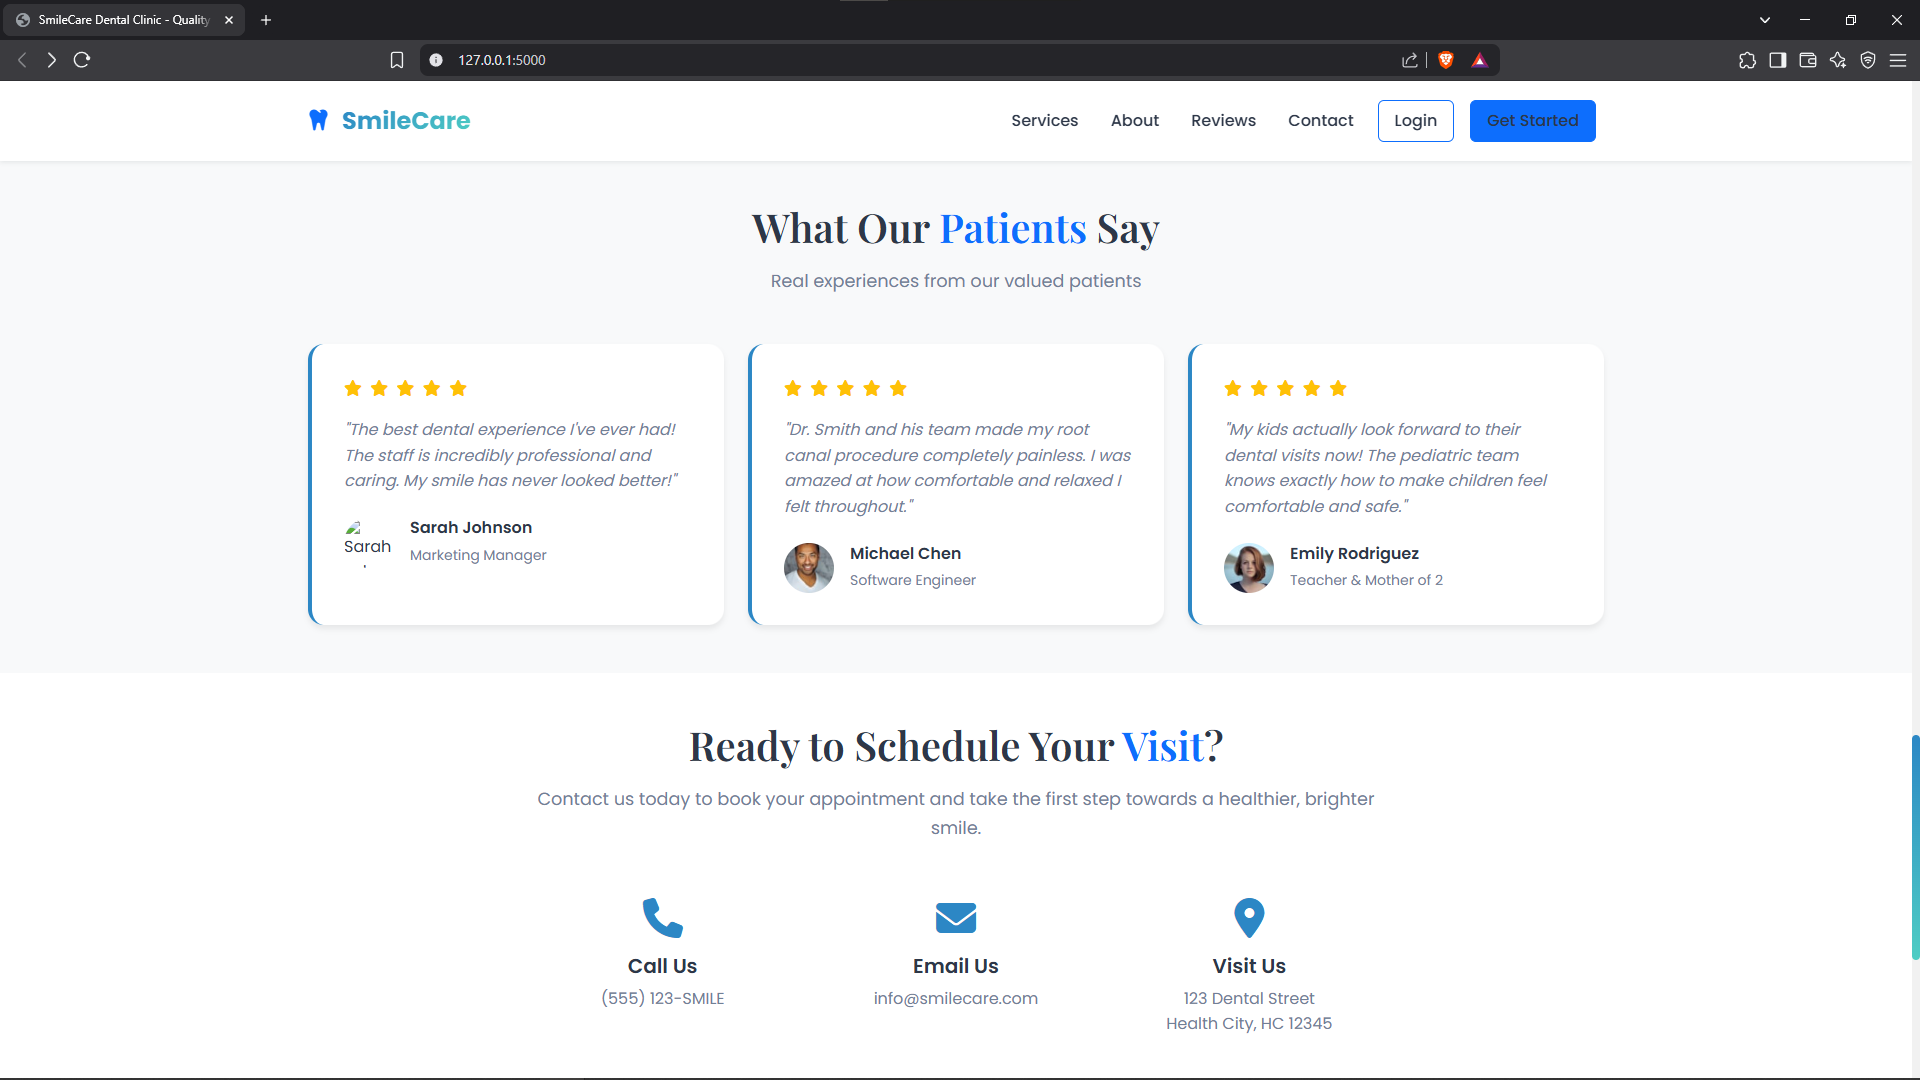 SmileCare Dental Clinic - Quality
127.0.0.1:5000
SmileCare
Services
About
Reviews
Contact
Login
Get Started
What Our Patients Say
Real experiences from our valued patients
"The best dental experience I've ever had!
The staff is incredibly professional and
caring. My smile has never looked better!"
Sarah
Sarah Johnson
Marketing Manager
"Dr. Smith and his team made my root
canal procedure completely painless. I was
amazed at how comfortable and relaxed I
felt throughout."
Michael Chen
Software Engineer
"My kids actually look forward to their
dental visits now! The pediatric team
knows exactly how to make children feel
comfortable and safe."
Emily Rodriguez
Teacher & Mother of 2
Ready to Schedule Your Visit?
Contact us today to book your appointment and take the first step towards a healthier, brighter
smile.
Call Us
(555) 123-SMILE
Email Us
info@smilecare.com
Visit Us
123 Dental Street
Health City, HC 12345